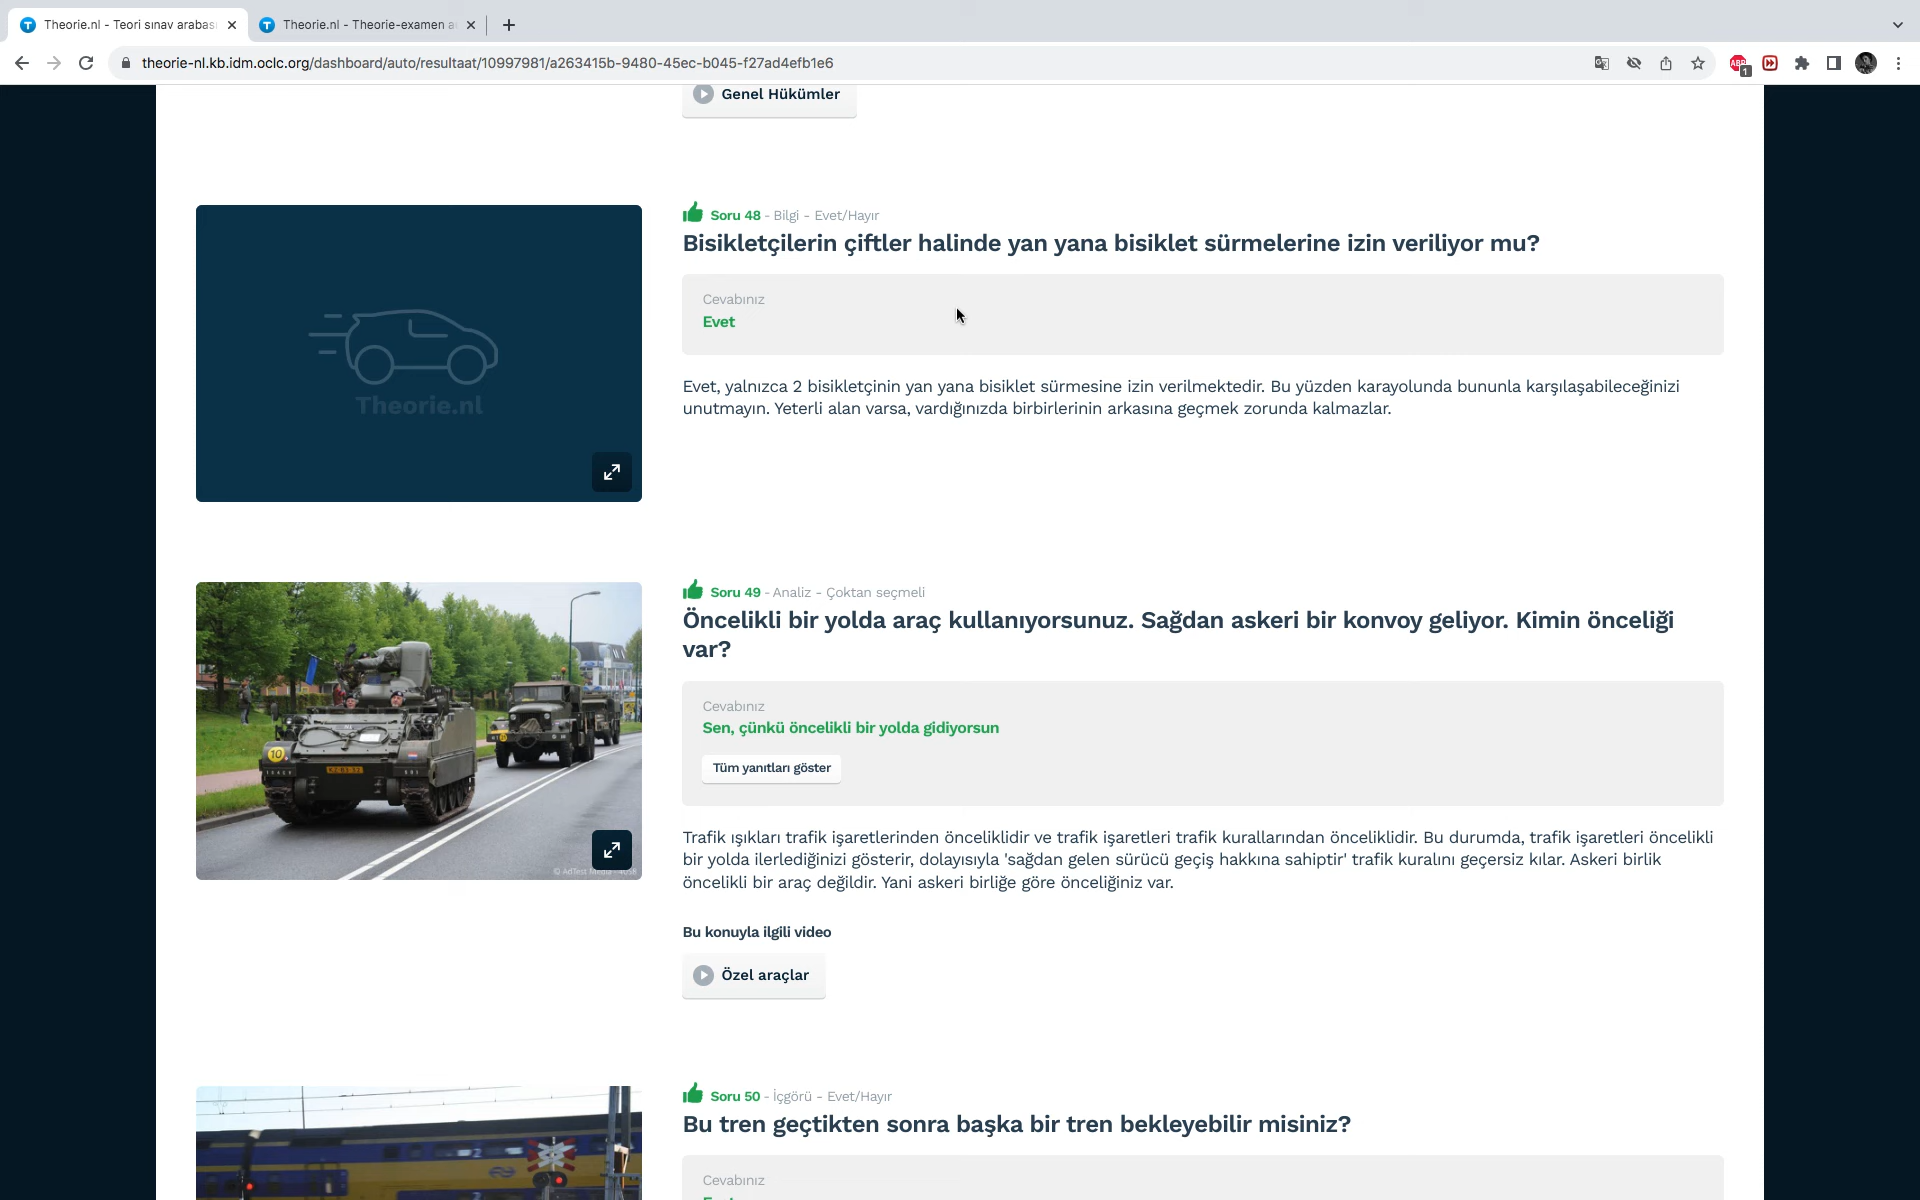 Theorie.nl - Teori sınav arabas
Theorie.nl - Theorie-examen a
theorie-nl.kb.idm.oclc.org/dashboard/auto/resultaat/10997981/a263415b-9480-45ec-b045-f27ad4efb1e6
ABP
1
Genel Hükümler
Soru 48 - Bilgi - Evet/Hayır
Bisikletçilerin çiftler halinde yan yana bisiklet sürmelerine izin veriliyor mu?
Cevabınız
Evet
Theorie.nl
Evet, yalnızca 2 bisikletçinin yan yana bisiklet sürmesine izin verilmektedir. Bu yüzden karayolunda bununla karşılaşabileceğinizi
unutmayın. Yeterli alan varsa, vardığınızda birbirlerinin arkasına geçmek zorunda kalmazlar.
Soru 49 - Analiz - Çoktan seçmeli
Öncelikli bir yolda araç kullanıyorsunuz. Sağdan askeri bir konvoy geliyor. Kimin önceliği
var?
Cevabınız
Sen, çünkü öncelikli bir yolda gidiyorsun
Tüm yanıtları göster
10
Trafik ışıkları trafik işaretlerinden önceliklidir ve trafik işaretleri trafik kurallarından önceliklidir. Bu durumda, trafik işaretleri öncelikli
bir yolda ilerlediğinizi gösterir, dolayısıyla 'sağdan gelen sürücü geçiş hakkına sahiptir' trafik kuralını geçersiz kılar. Askeri birlik
öncelikli bir araç değildir. Yani askeri birliğe göre önceliğiniz var.
Bu konuyla ilgili video
Özel araçlar
Soru 50 - İçgörü - Evet/Hayır
Bu tren geçtikten sonra başka bir tren bekleyebilir misiniz?
Cevabınız